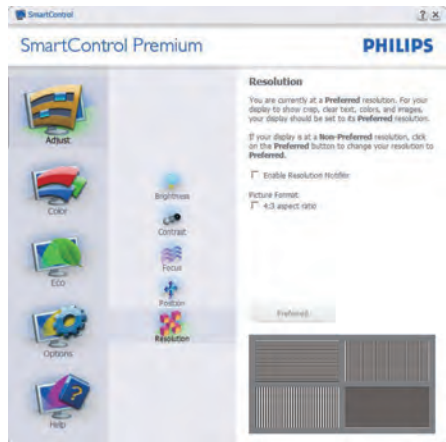 SmartControl
? x
SmartControl Premium
PHILIPS
Adjust
Color
Eco
Options
Help
Brightness
Contrast
Focus
Position
Resolution
Resolution
You are currently at a Preferred resolution. For your
display to show crisp, clear text, colors, and images,
your display should be set to its Preferred resolution.
If your display is at a Non-Preferred resolution, click
on the Preferred button to change your resolution to
Preferred.
Enable Resolution Notifier
Picture Format:
4:3 aspect ratio
Preferred